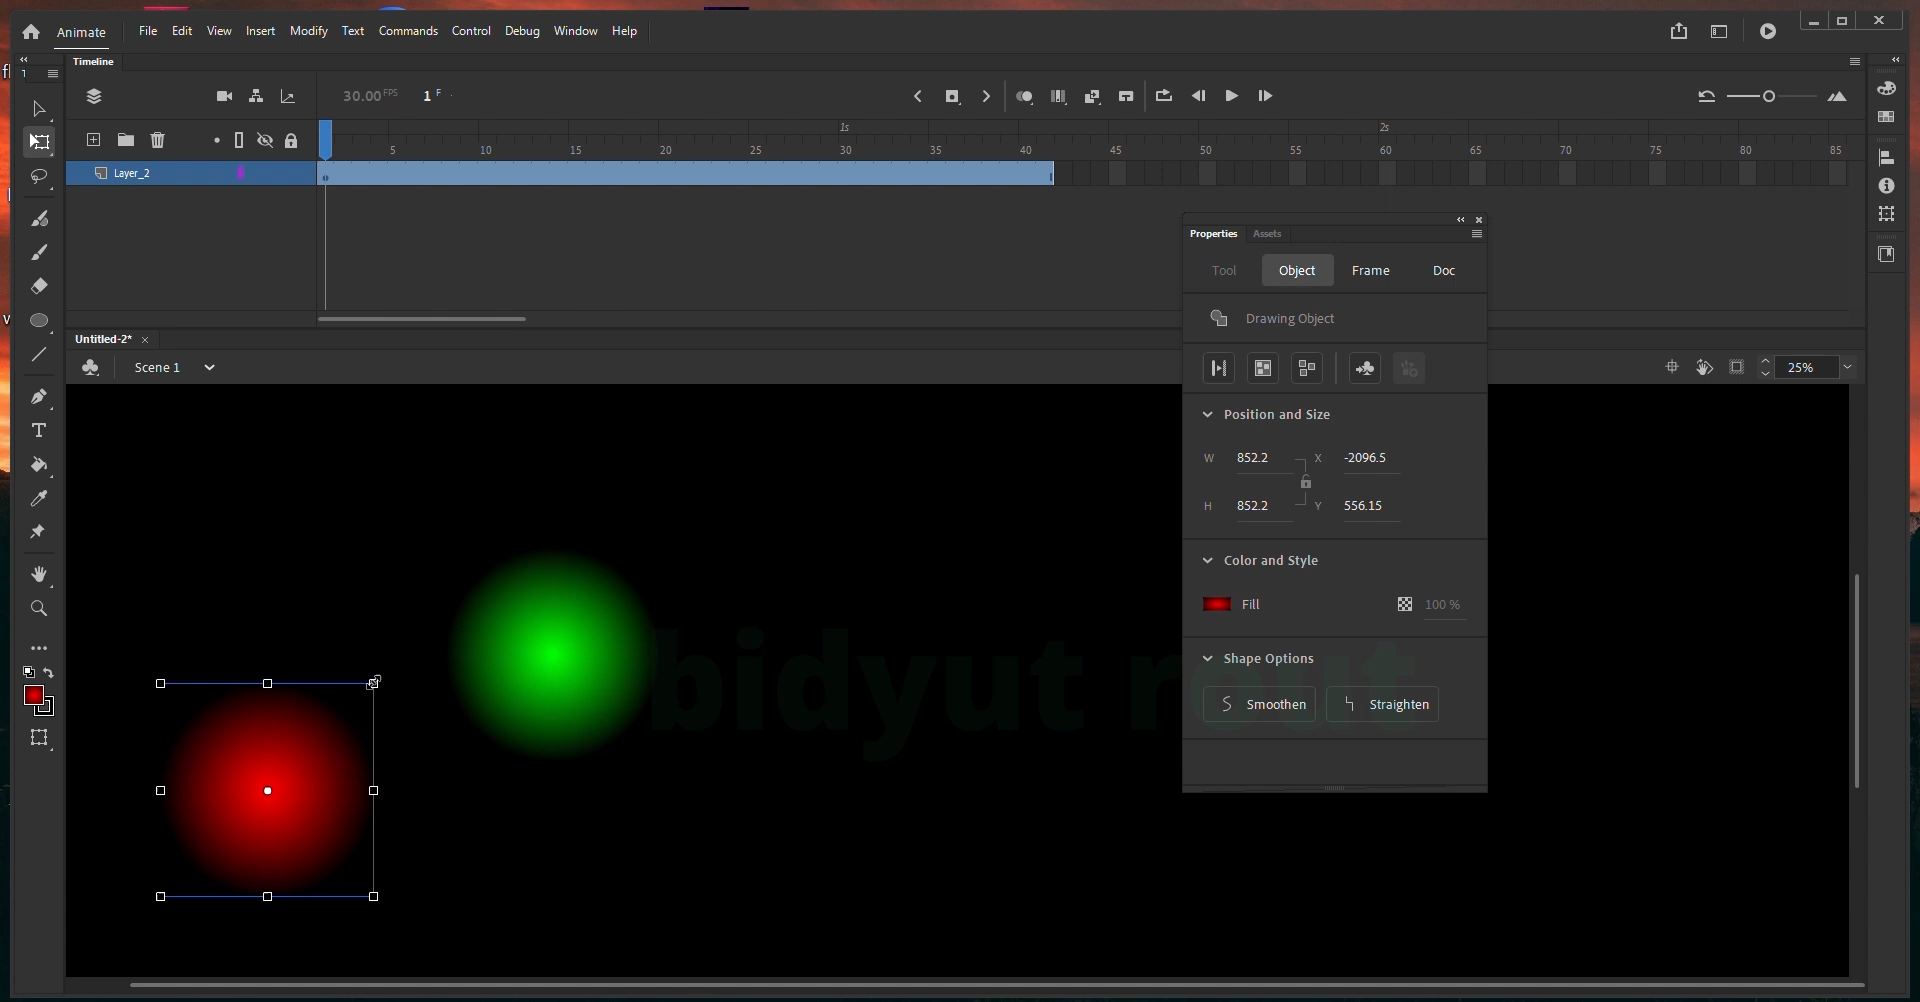 Animate File Edit View Insert Modify Text Commands Control Debug Window Help
Timeline
30.00 FPS 1 F
1s 2s
5 10 15 20 25 30 35 40 45 50 55 60 65 70 75 80 85
Layer_2
Properties Assets
Tool Object Frame Doc
Drawing Object
Untitled-2*
Scene 1
25%
Position and Size
W 852.2 X -2096.5
H 852.2 Y 556.15
Color and Style
Fill 100 %
Shape Options
Smoothen Straighten
bidyut rout